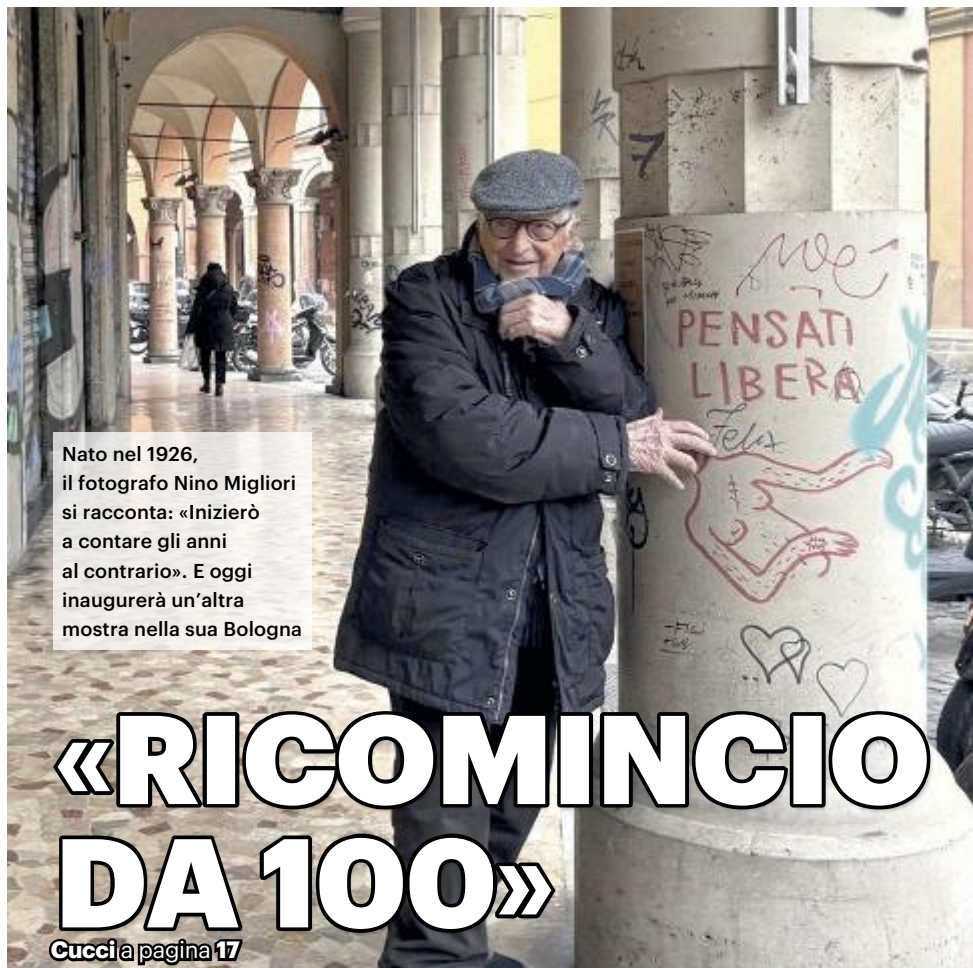 PENSATI
LIBERA
Felix
Nato nel 1926,
il fotografo Nino Migliori
si racconta: «Inizierò
a contare gli anni
al contrario». E oggi
inaugurerà un’altra
mostra nella sua Bologna
«RICOMINCIO
DA 100»
Cucci a pagina 17